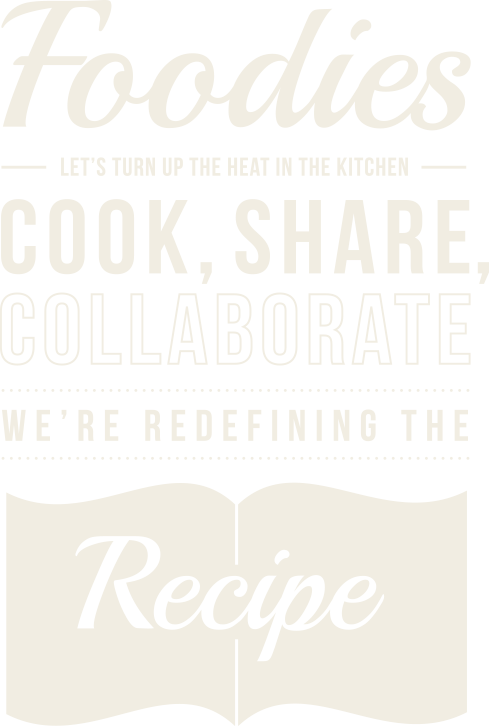 Foodies
LET'S TURN UP THE HEAT IN THE KITCHEN
COOK, SHARE,
COLLABORATE
WE'RE REDEFINING THE
Recipe